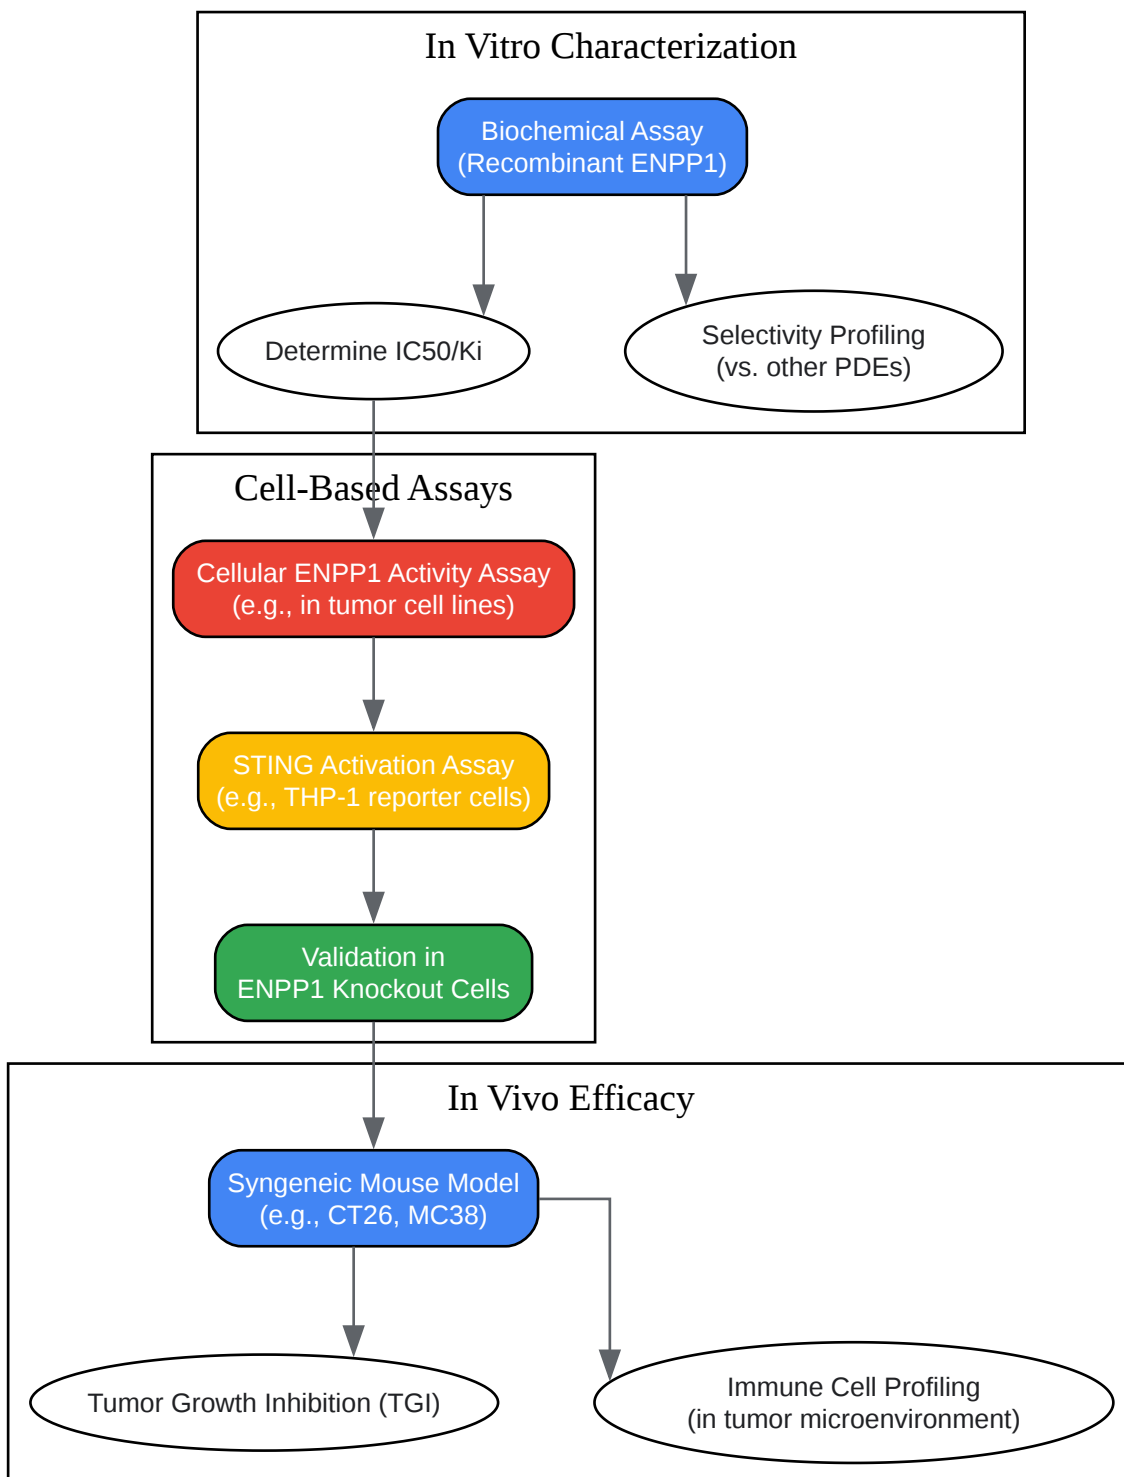 In Vitro Characterization
Biochemical Assay
(Recombinant ENPP1)
Determine IC50/Ki
Selectivity Profiling
(vs. other PDEs)
Cell-Based Assays
Cellular ENPP1 Activity Assay
(e.g., in tumor cell lines)
STING Activation Assay
(e.g., THP-1 reporter cells)
Validation in
ENPP1 Knockout Cells
In Vivo Efficacy
Syngeneic Mouse Model
(e.g., CT26, MC38)
Tumor Growth Inhibition (TGI)
Immune Cell Profiling
(in tumor microenvironment)